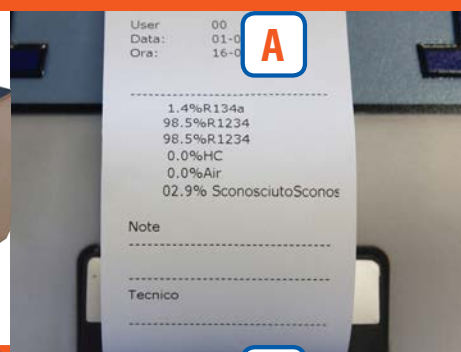 User 00
Data: 01-0
Ora: 16-0
A
1.4%R134a
98.5%R1234
98.5%R1234
0.0%HC
0.0%Air
02.9% SconosciutoSconos
Note
Tecnico